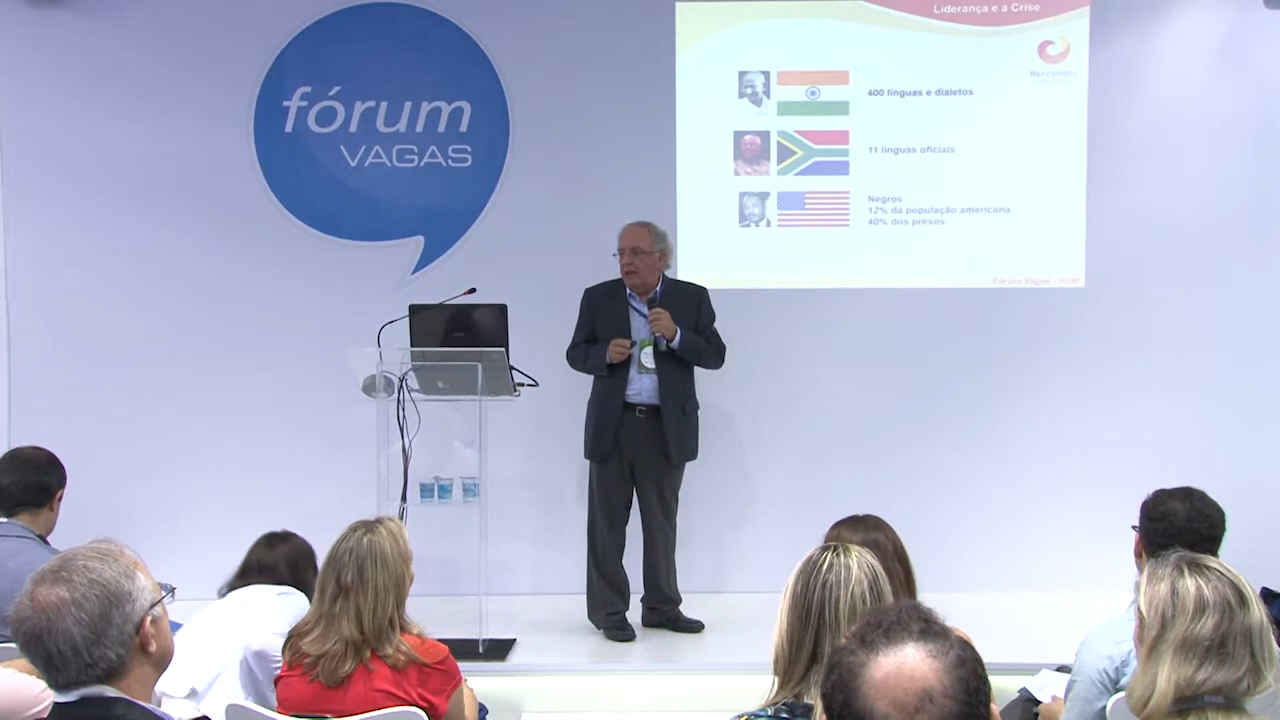 fórum
VAGAS
Liderança e a Crise
400 línguas e dialetos
11 línguas oficiais
Negros
12% da população americana
40% dos presos
Fórum Vagas -